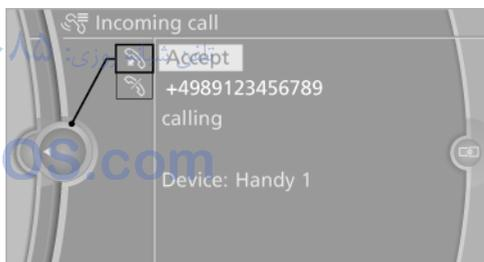 Incoming call
Accept
+4989123456789
calling
Device: Handy 1
OS.com